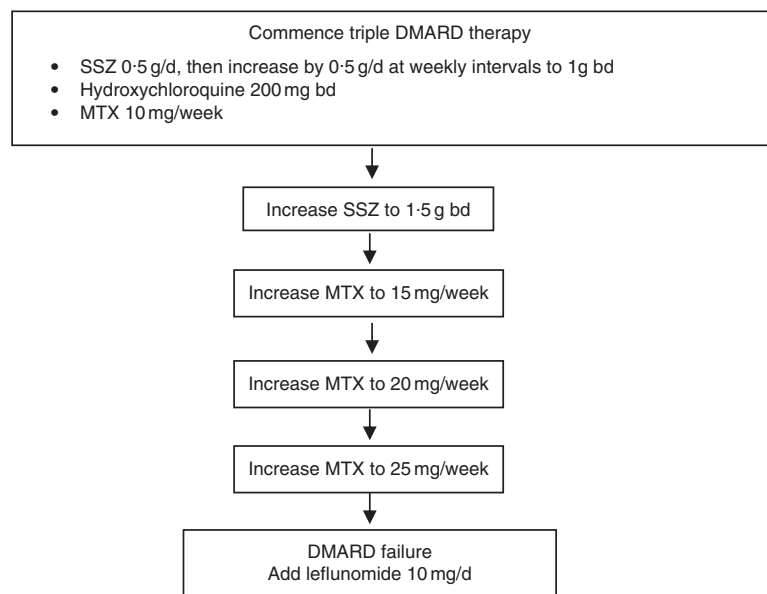 Commence triple DMARD therapy
• SSZ 0·5 g/d, then increase by 0·5 g/d at weekly intervals to 1g bd
• Hydroxychloroquine 200 mg bd
• MTX 10 mg/week
Increase SSZ to 1·5 g bd
Increase MTX to 15 mg/week
Increase MTX to 20 mg/week
Increase MTX to 25 mg/week
DMARD failure
Add leflunomide 10 mg/d